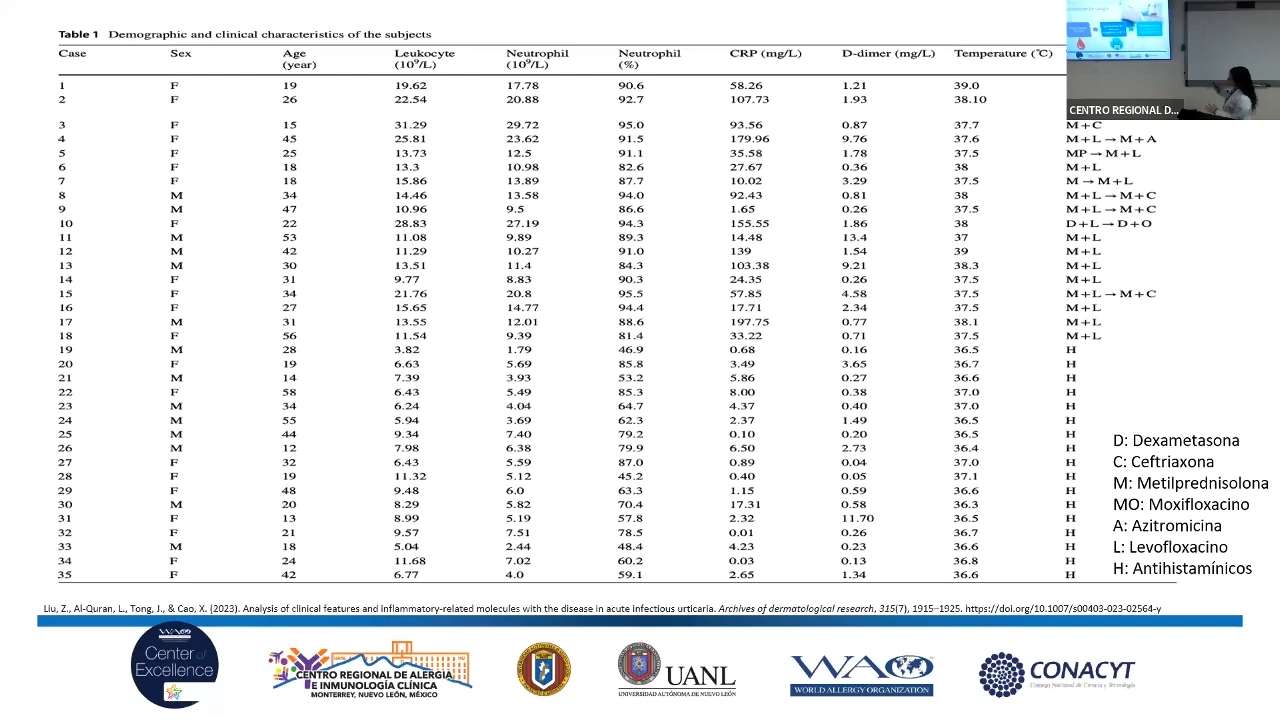 Table 1 Demographic and clinical characteristics of the subjects
Case Sex Age (year) Leukocyte (10⁹/L) Neutrophil (10⁹/L) Neutrophil (%) CRP (mg/L) D-dimer (mg/L) Temperature (℃)
1 F 19 19.62 17.78 90.6 58.26 1.21 39.0
2 F 26 22.54 20.88 92.7 107.73 1.93 38.10
CENTRO REGIONAL D...
3 F 15 31.29 29.72 95.0 93.56 0.87 37.7 M+C
4 F 45 25.81 23.62 91.5 179.96 9.76 37.6 M+L→M+A
5 F 25 13.73 12.5 91.1 35.58 1.78 37.5 MP→M+L
6 F 18 13.3 10.98 82.6 27.67 0.36 38 M+L
7 F 18 15.86 13.89 87.7 10.02 3.29 37.5 M→M+L
8 M 34 14.46 13.58 94.0 92.43 0.81 38 M+L→M+C
9 M 47 10.96 9.5 86.6 1.65 0.26 37.5 M+L→M+C
10 F 22 28.83 27.19 94.3 155.55 1.86 38 D+L→D+O
11 M 53 11.08 9.89 89.3 14.48 13.4 37 M+L
12 M 42 11.29 10.27 91.0 139 1.54 39 M+L
13 M 30 13.51 11.4 84.3 103.38 9.21 38.3 M+L
14 F 31 9.77 8.83 90.3 24.35 0.26 37.5 M+L
15 F 34 21.76 20.8 95.5 57.85 4.58 37.5 M+L→M+C
16 F 27 15.65 14.77 94.4 17.71 2.34 37.5 M+L
17 M 31 13.55 12.01 88.6 197.75 0.77 38.1 M+L
18 F 56 11.54 9.39 81.4 33.22 0.71 37.5 M+L
19 M 28 3.82 1.79 46.9 0.68 0.16 36.5 H
20 F 19 6.63 5.69 85.8 3.49 3.65 36.7 H
21 M 14 7.39 3.93 53.2 5.86 0.27 36.6 H
22 F 58 6.43 5.49 85.3 8.00 0.38 37.0 H
23 M 34 6.24 4.04 64.7 4.37 0.40 37.0 H
24 M 55 5.94 3.69 62.3 2.37 1.49 36.5 H
25 M 44 9.34 7.40 79.2 0.10 0.20 36.5 H
26 M 12 7.98 6.38 79.9 6.50 2.73 36.4 H
27 F 32 6.43 5.59 87.0 0.89 0.04 37.0 H
28 F 19 11.32 5.12 45.2 0.40 0.05 37.1 H
29 F 48 9.48 6.0 63.3 1.15 0.59 36.6 H
30 M 20 8.29 5.82 70.4 17.31 0.58 36.3 H
31 F 13 8.99 5.19 57.8 2.32 11.70 36.5 H
32 F 21 9.57 7.51 78.5 0.01 0.26 36.7 H
33 M 18 5.04 2.44 48.4 4.23 0.23 36.6 H
34 F 24 11.68 7.02 60.2 0.03 0.13 36.8 H
35 F 42 6.77 4.0 59.1 2.65 1.34 36.6 H
D: Dexametasona
C: Ceftriaxona
M: Metilprednisolona
MO: Moxifloxacino
A: Azitromicina
L: Levofloxacino
H: Antihistamínicos
Liu, Z., Al-Quran, L., Tong, J., & Cao, X. (2023). Analysis of clinical features and inflammatory-related molecules with the disease in acute infectious urticaria. Archives of dermatological research, 315(7), 1915–1925. https://doi.org/10.1007/s00403-023-02564-y
WAO
Center of
Excellence
CENTRO REGIONAL DE ALERGIA
E INMUNOLOGÍA CLÍNICA
MONTERREY, NUEVO LEÓN, MÉXICO
UANL
UNIVERSIDAD AUTÓNOMA DE NUEVO LEÓN
WAO
WORLD ALLERGY ORGANIZATION
CONACYT
Consejo Nacional de Ciencia y Tecnología